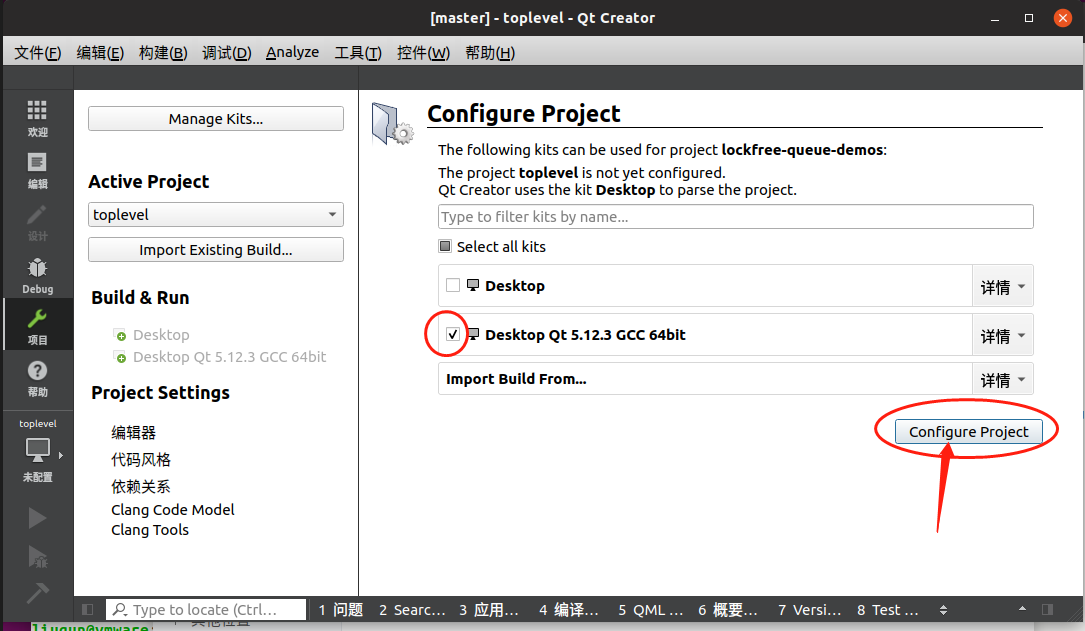 [master] - toplevel - Qt Creator
文件(F) 编辑(E) 构建(B) 调试(D) Analyze 工具(T) 控件(W) 帮助(H)
欢迎
编辑
设计
Debug
项目
帮助
toplevel
未配置
Manage Kits...
Active Project
toplevel
Import Existing Build...
Build & Run
Desktop
Desktop Qt 5.12.3 GCC 64bit
Project Settings
编辑器
代码风格
依赖关系
Clang Code Model
Clang Tools
Configure Project
The following kits can be used for project lockfree-queue-demos:
The project toplevel is not yet configured.
Qt Creator uses the kit Desktop to parse the project.
Type to filter kits by name...
Select all kits
Desktop 详情
Desktop Qt 5.12.3 GCC 64bit 详情
Import Build From... 详情
Configure Project
Type to locate (Ctrl... 1 问题 2 Searc... 3 应用... 4 编译... 5 QML ... 6 概要... 7 Versi... 8 Test ...